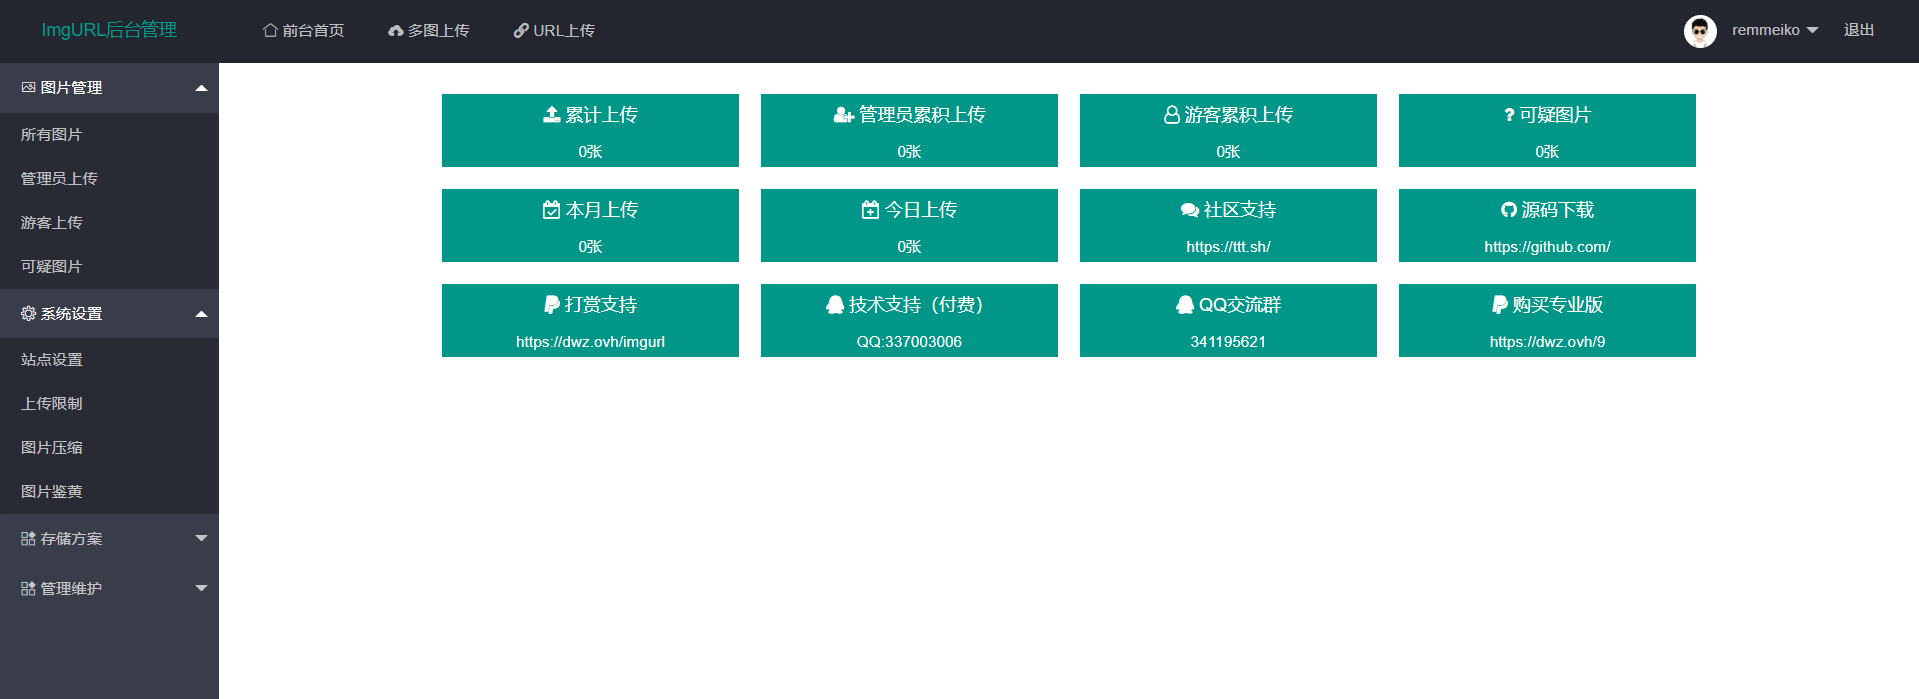 ImgURL后台管理
前台首页
多图上传
URL上传
remmeiko
退出
图片管理
所有图片
管理员上传
游客上传
可疑图片
系统设置
站点设置
上传限制
图片压缩
图片鉴黄
存储方案
管理维护
累计上传
0张
管理员累积上传
0张
游客累积上传
0张
可疑图片
0张
本月上传
0张
今日上传
0张
社区支持
https://ttt.sh/
源码下载
https://github.com/
打赏支持
https://dwz.ovh/imgurl
技术支持（付费）
QQ:337003006
QQ交流群
341195621
购买专业版
https://dwz.ovh/9